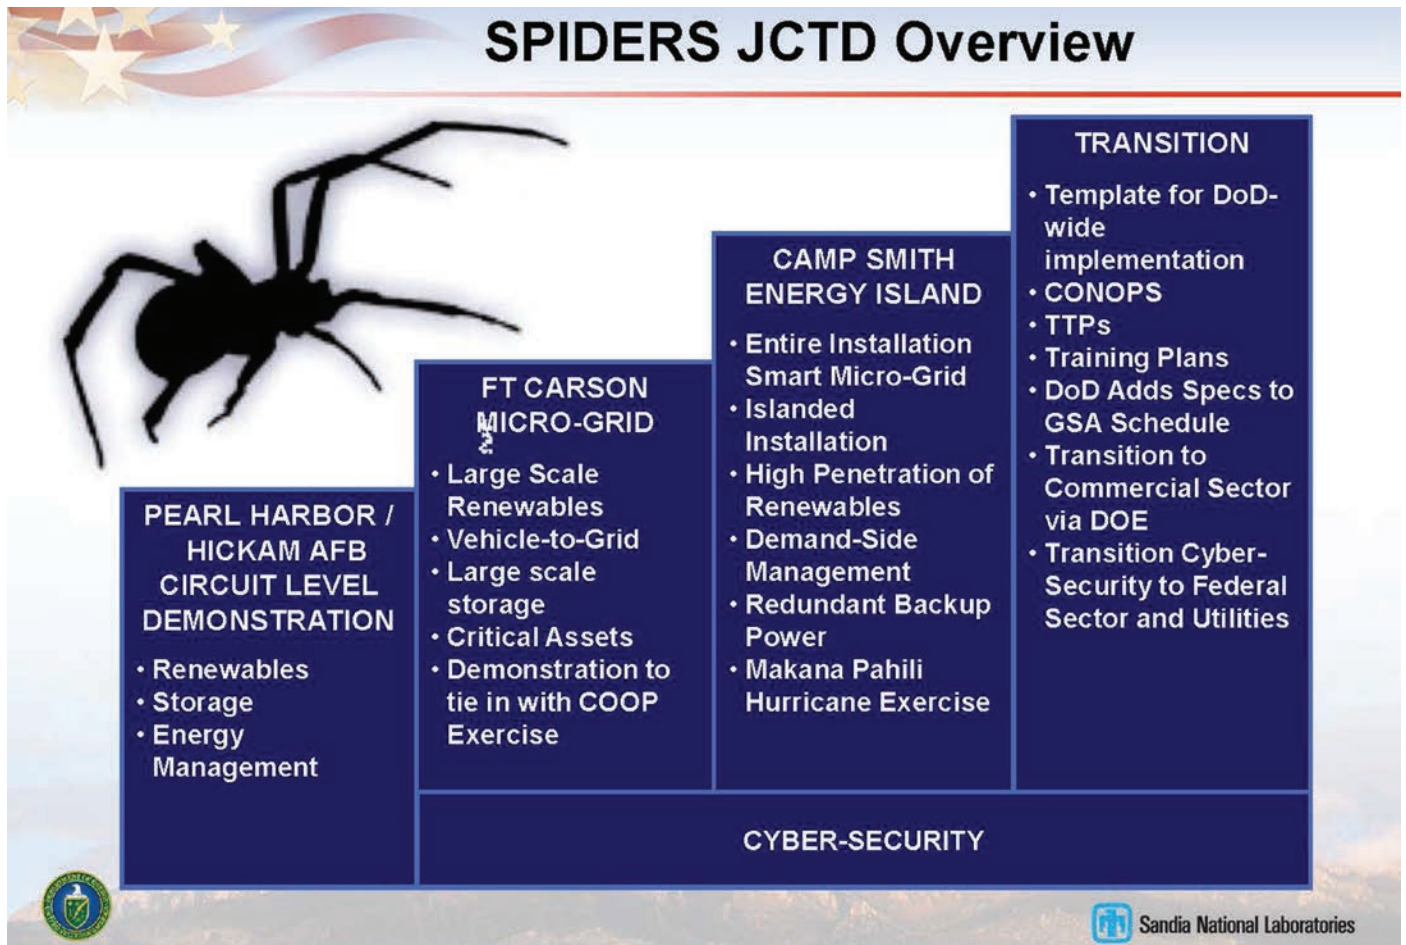 SPIDERS JCTD Overview
PEARL HARBOR /
HICKAM AFB
CIRCUIT LEVEL
DEMONSTRATION
• Renewables
• Storage
• Energy
Management
FT CARSON
MICRO-GRID
• Large Scale
Renewables
• Vehicle-to-Grid
• Large scale
storage
• Critical Assets
• Demonstration to
tie in with COOP
Exercise
CAMP SMITH
ENERGY ISLAND
• Entire Installation
Smart Micro-Grid
• Islanded
Installation
• High Penetration of
Renewables
• Demand-Side
Management
• Redundant Backup
Power
• Makana Pahili
Hurricane Exercise
TRANSITION
• Template for DoD-
wide
implementation
• CONOPS
• TTPs
• Training Plans
• DoD Adds Specs to
GSA Schedule
• Transition to
Commercial Sector
via DOE
• Transition Cyber-
Security to Federal
Sector and Utilities
CYBER-SECURITY
Sandia National Laboratories